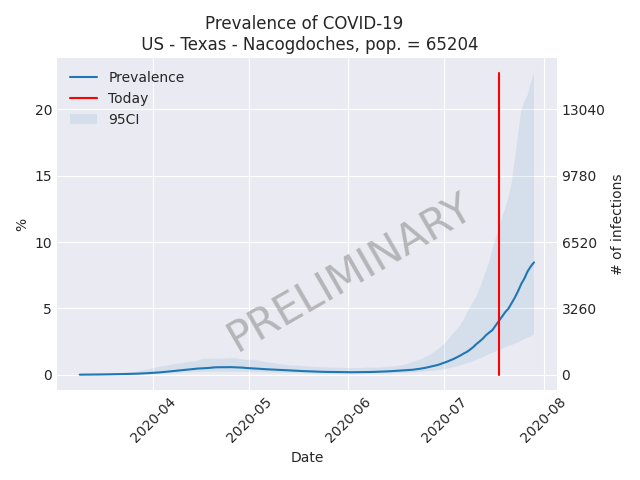 Prevalence of COVID-19
US - Texas - Nacogdoches, pop. = 65204
Prevalence
Today
95CI
PRELIMINARY
%
20
15
10
5
0
13040
9780
6520
3260
0
# of infections
2020-04
2020-05
2020-06
2020-07
2020-08
Date